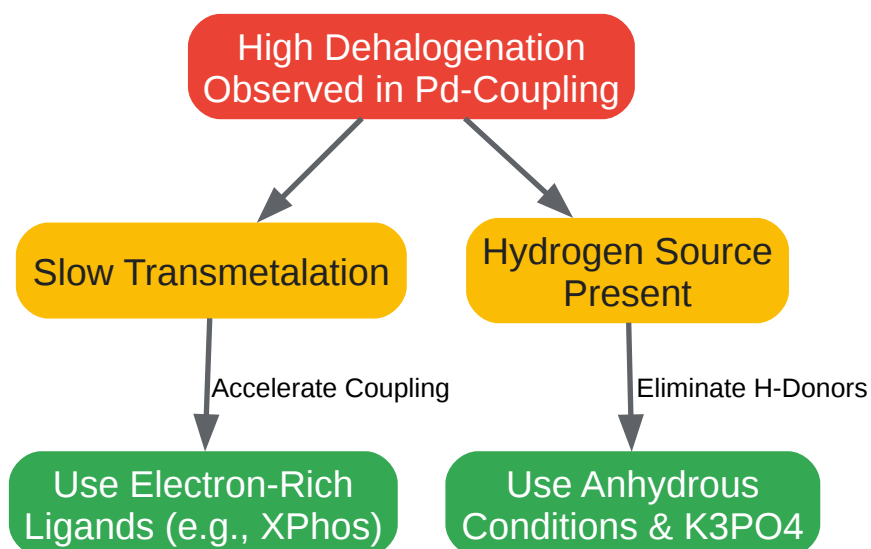 High Dehalogenation
Observed in Pd-Coupling
Slow Transmetalation
Hydrogen Source
Present
Accelerate Coupling
Eliminate H-Donors
Use Electron-Rich
Ligands (e.g., XPhos)
Use Anhydrous
Conditions & K3PO4